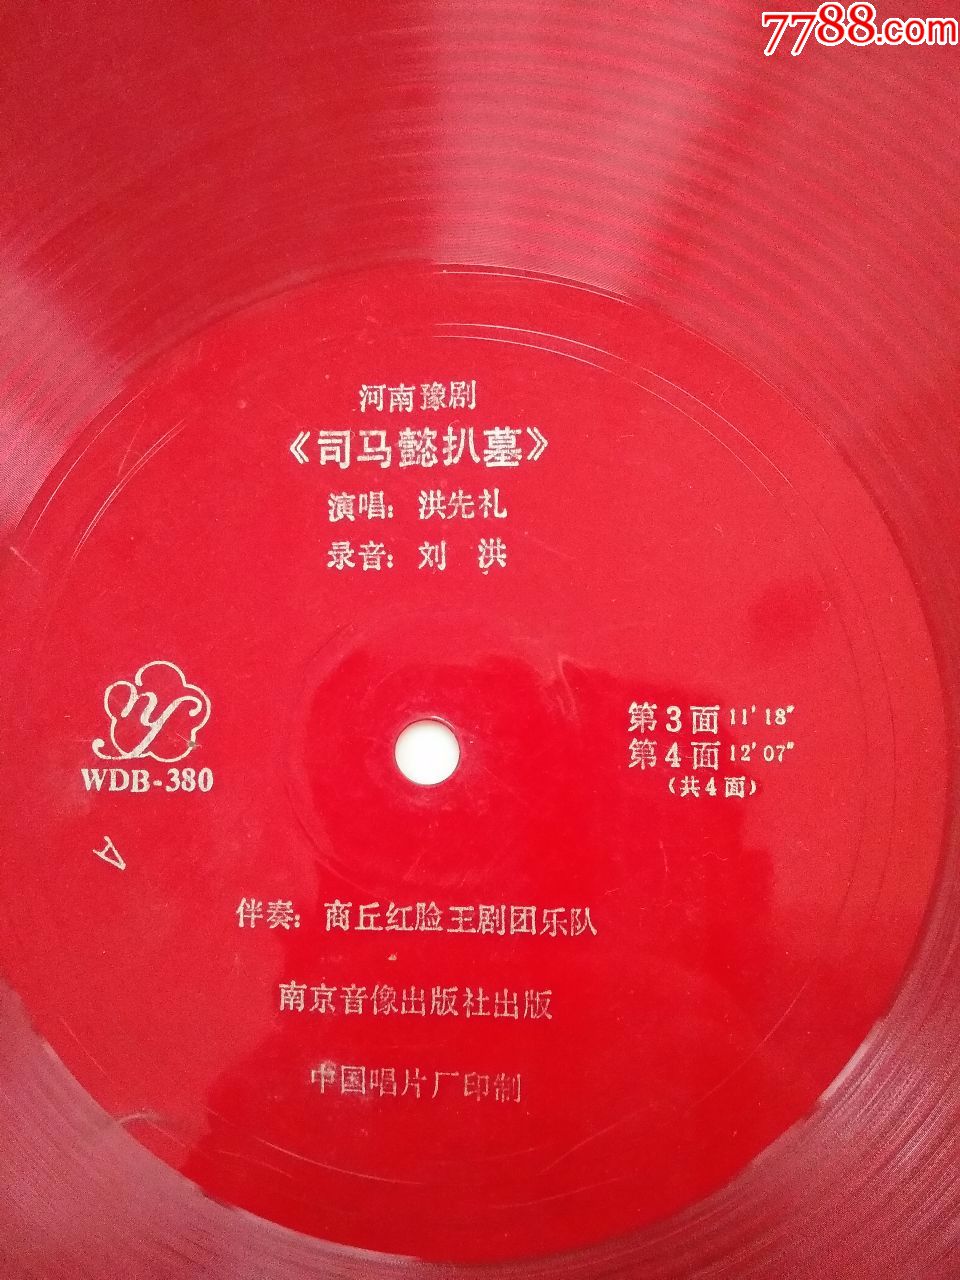 7788.com
河南豫剧
《司马懿扒墓》
演唱：洪先礼
录音：刘 洪
ny
WDB-380
第3面 11′18″
第4面 12′07″
（共4面）
A
伴奏：商丘红脸王剧团乐队
南京音像出版社出版
中国唱片厂印制